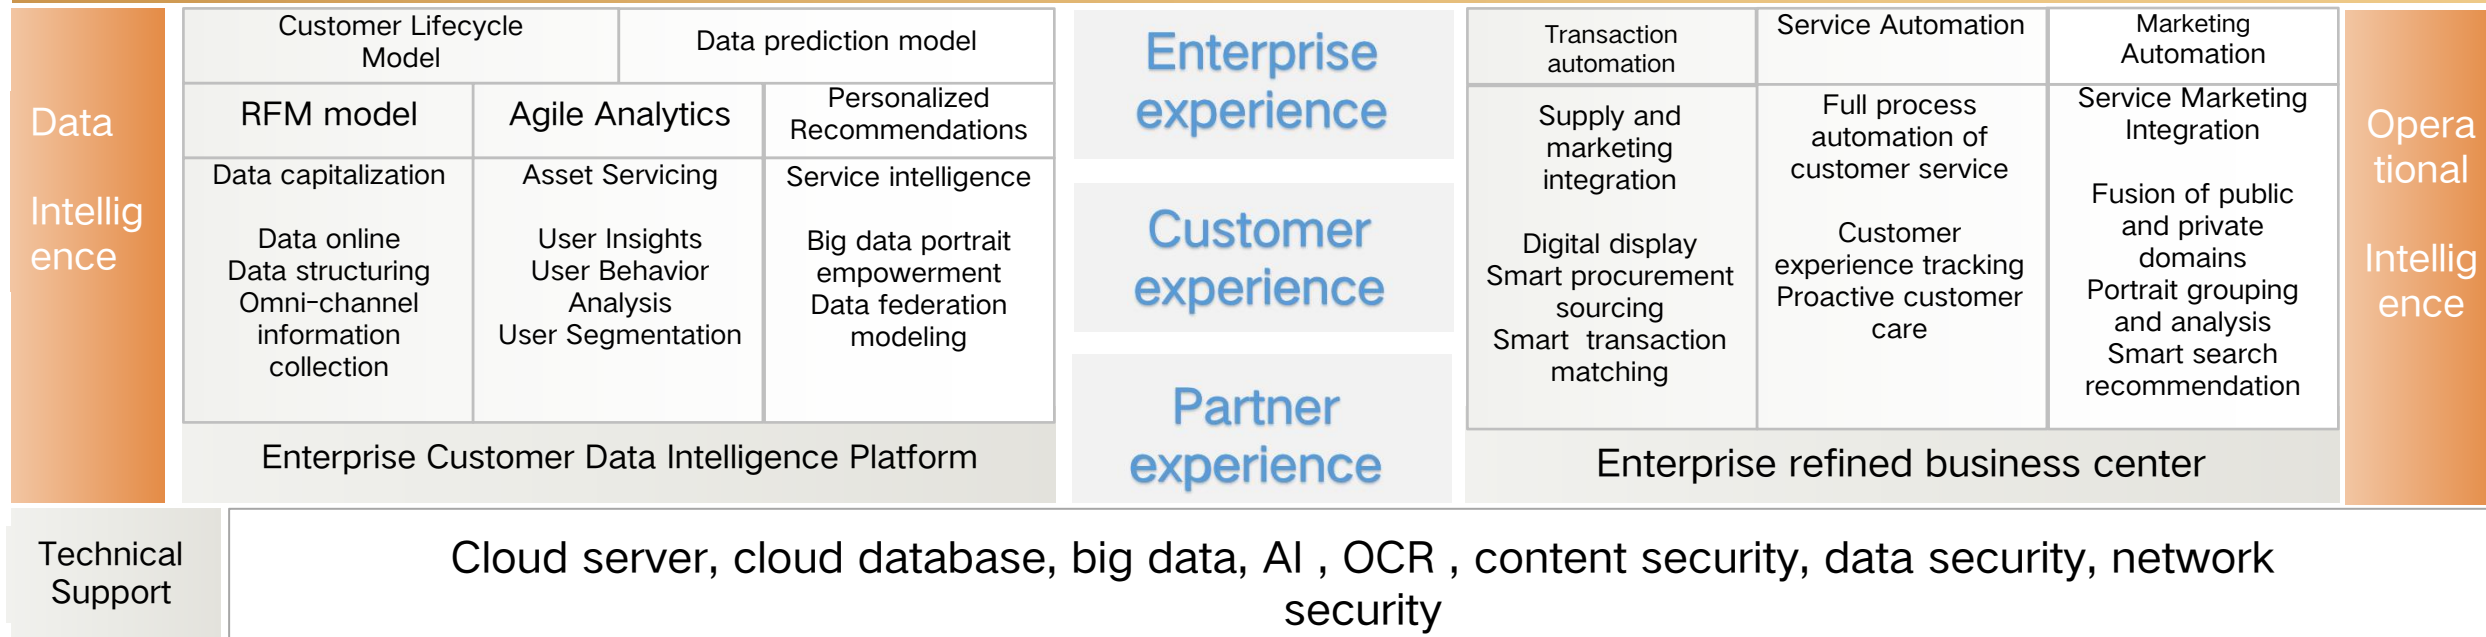 Data
Intellig
ence
Customer Lifecycle
Model
Data prediction model
RFM model
Agile Analytics
Personalized
Recommendations
Data capitalization
Data online
Data structuring
Omni-channel
information
collection
Asset Servicing
User Insights
User Behavior
Analysis
User Segmentation
Service intelligence
Big data portrait
empowerment
Data federation
modeling
Enterprise Customer Data Intelligence Platform
Enterprise
experience
Customer
experience
Partner
experience
Transaction
automation
Service Automation
Marketing
Automation
Supply and
marketing
integration
Digital display
Smart procurement
sourcing
Smart transaction
matching
Full process
automation of
customer service
Customer
experience tracking
Proactive customer
care
Service Marketing
Integration
Fusion of public
and private
domains
Portrait grouping
and analysis
Smart search
recommendation
Enterprise refined business center
Opera
tional
Intellig
ence
Technical
Support
Cloud server, cloud database, big data, AI , OCR , content security, data security, network
security